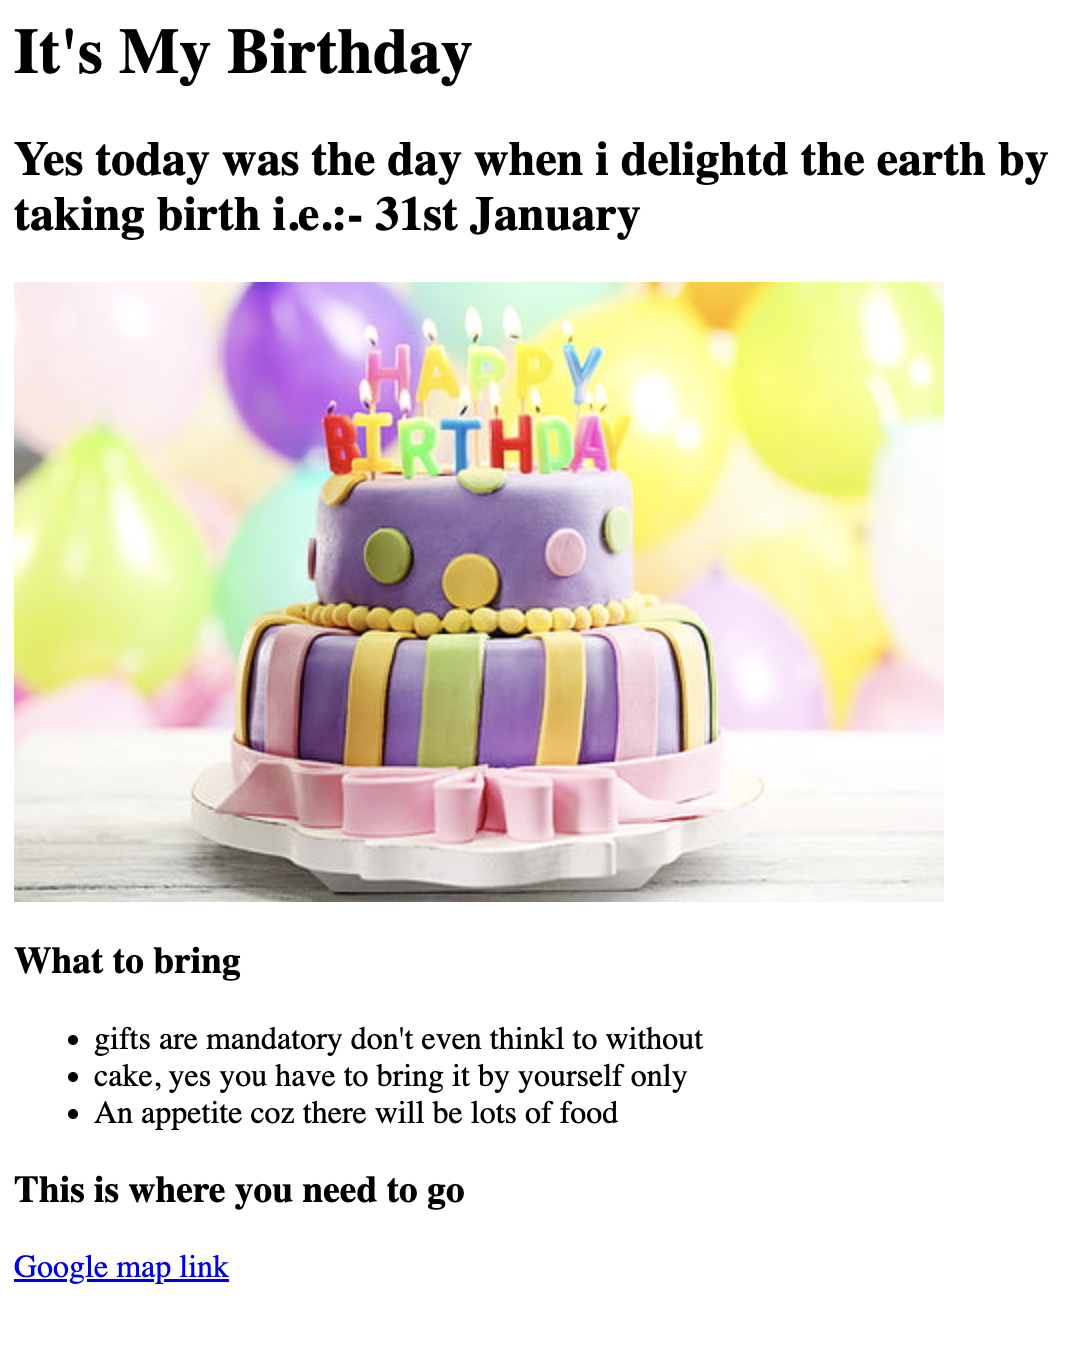 It's My Birthday
Yes today was the day when i delightd the earth by
taking birth i.e.:- 31st January
HAPPY
BIRTHDAY
What to bring
gifts are mandatory don't even thinkl to without
cake, yes you have to bring it by yourself only
An appetite coz there will be lots of food
This is where you need to go
Google map link